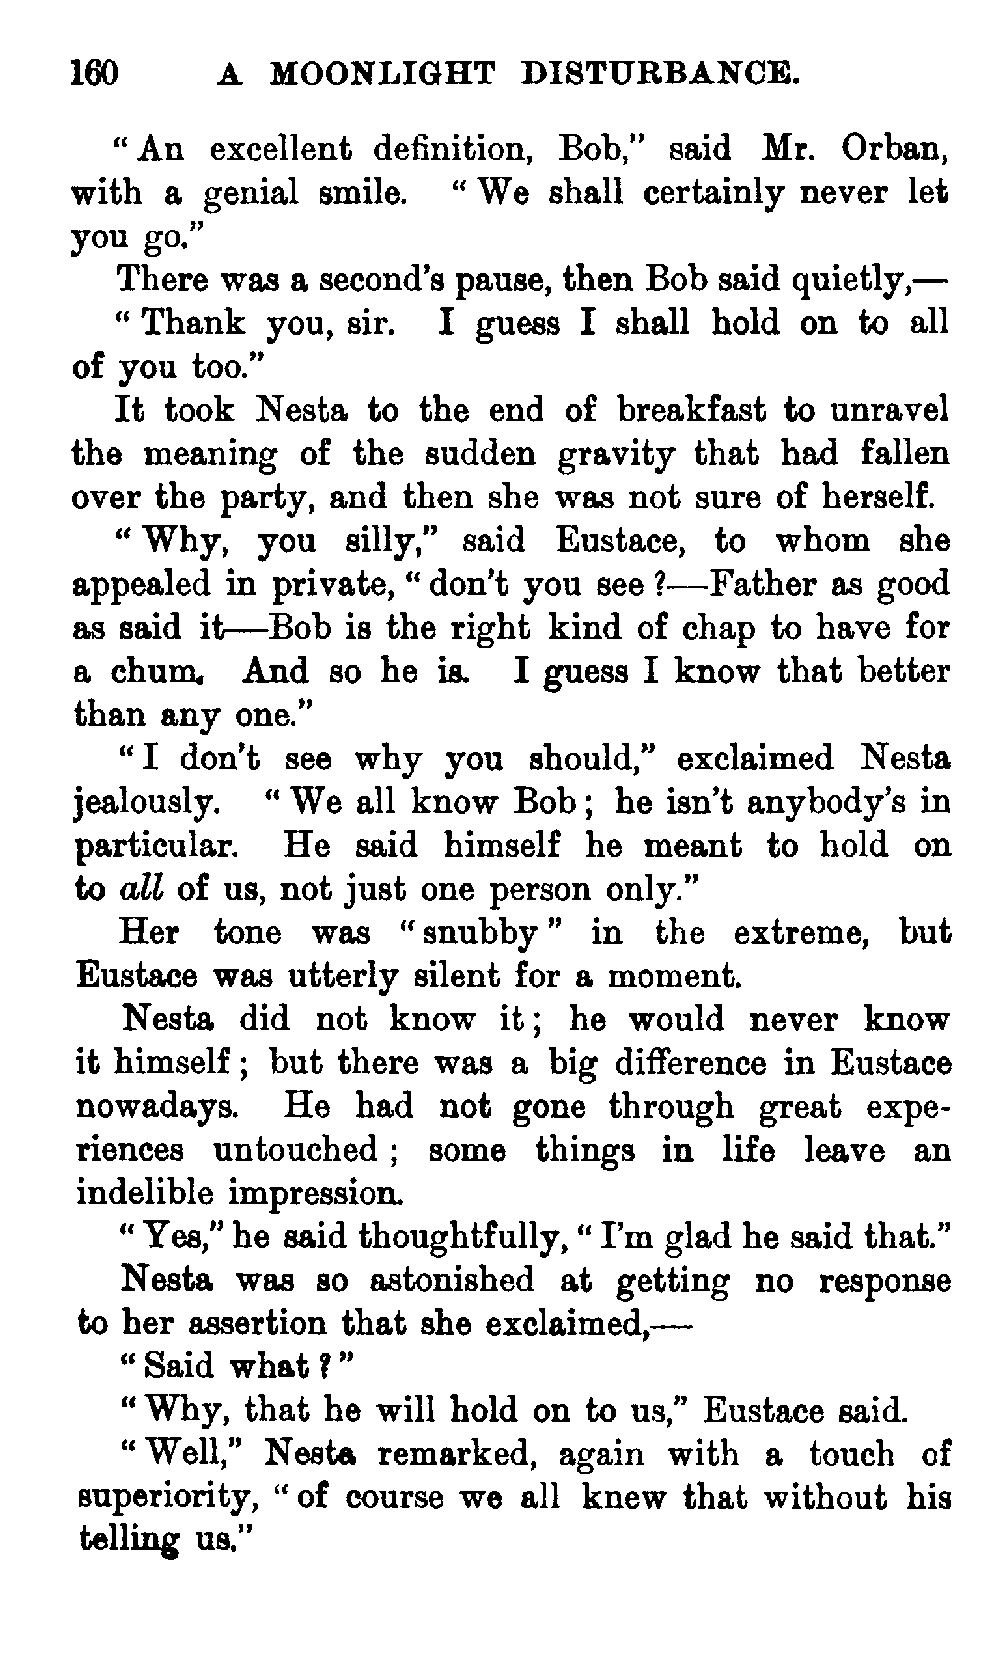 160 A MOONLIGHT DISTURBANCE.
“ An excellent definition, Bob,” said Mr. Orban,
with a genial smile. “ We shall certainly never let
you go.”
There was a second’s pause, then Bob said quietly,—
“ Thank you, sir. I guess I shall hold on to all
of you too.”
It took Nesta to the end of breakfast to unravel
the meaning of the sudden gravity that had fallen
over the party, and then she was not sure of herself.
“ Why, you silly,” said Eustace, to whom she
appealed in private, “ don’t you see ?—Father as good
as said it—Bob is the right kind of chap to have for
a chum. And so he is. I guess I know that better
than any one.”
“ I don’t see why you should,” exclaimed Nesta
jealously. “ We all know Bob ; he isn’t anybody’s in
particular. He said himself he meant to hold on
to all of us, not just one person only.”
Her tone was “ snubby ” in the extreme, but
Eustace was utterly silent for a moment.
Nesta did not know it ; he would never know
it himself ; but there was a big difference in Eustace
nowadays. He had not gone through great expe-
riences untouched ; some things in life leave an
indelible impression.
“ Yes,” he said thoughtfully, “ I’m glad he said that.”
Nesta was so astonished at getting no response
to her assertion that she exclaimed,—
“ Said what ? ”
“ Why, that he will hold on to us,” Eustace said.
“ Well,” Nesta remarked, again with a touch of
superiority, “ of course we all knew that without his
telling us.”